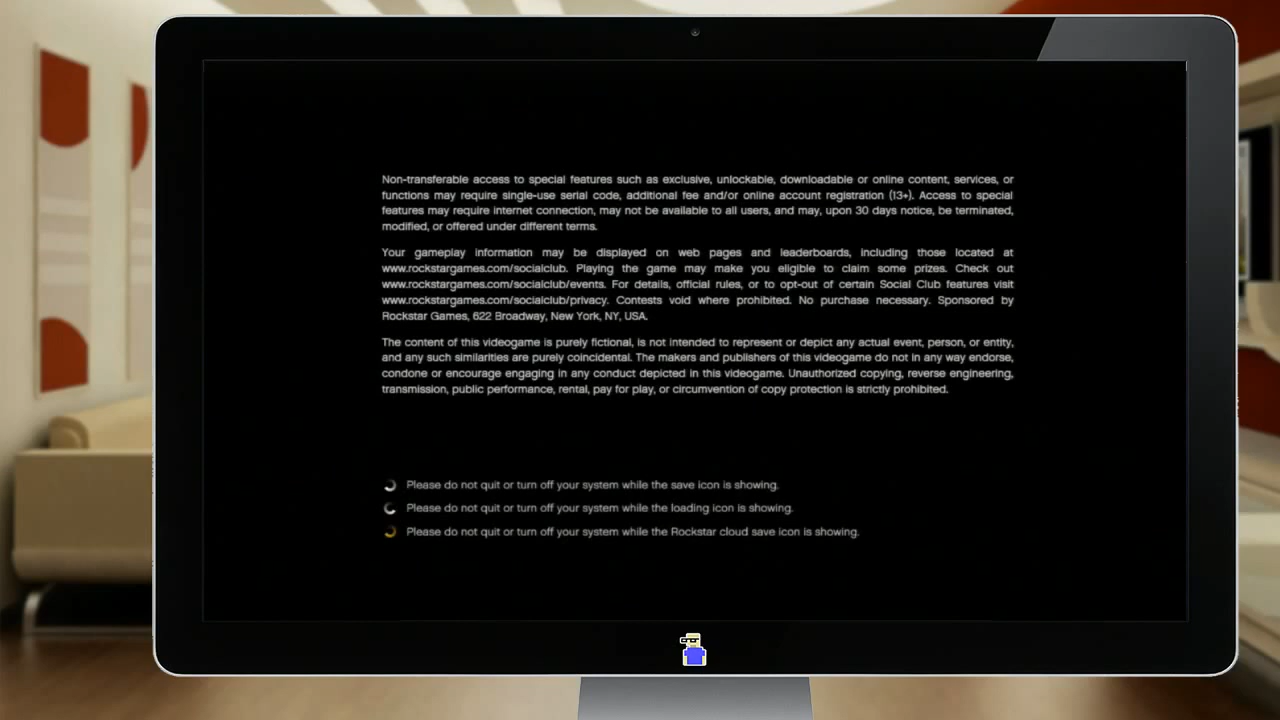 Non-transferable access to special features such as exclusive, unlockable, downloadable or online content, services, or
functions may require single-use serial code, additional fee and/or online account registration (13+). Access to special
features may require internet connection, may not be available to all users, and may, upon 30 days notice, be terminated,
modified, or offered under different terms.
Your gameplay information may be displayed on web pages and leaderboards, including those located at
www.rockstargames.com/socialclub. Playing the game may make you eligible to claim some prizes. Check out
www.rockstargames.com/socialclub/events. For details, official rules, or to opt-out of certain Social Club features visit
www.rockstargames.com/socialclub/privacy. Contests void where prohibited. No purchase necessary. Sponsored by
Rockstar Games, 622 Broadway, New York, NY, USA.
The content of this videogame is purely fictional, is not intended to represent or depict any actual event, person, or entity,
and any such similarities are purely coincidental. The makers and publishers of this videogame do not in any way endorse,
condone or encourage engaging in any conduct depicted in this videogame. Unauthorized copying, reverse engineering,
transmission, public performance, rental, pay for play, or circumvention of copy protection is strictly prohibited.
Please do not quit or turn off your system while the save icon is showing.
Please do not quit or turn off your system while the loading icon is showing.
Please do not quit or turn off your system while the Rockstar cloud save icon is showing.